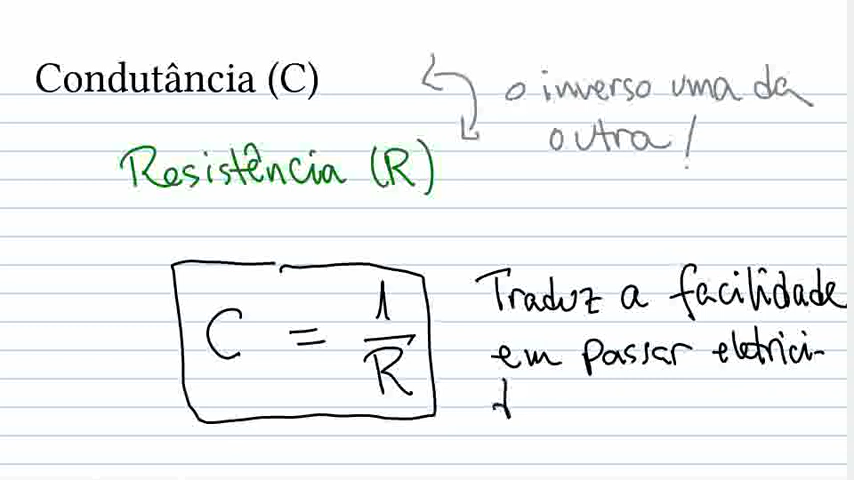 Condutância (C)
o inverso uma da
outra!
Resistência (R)
C = 1/R
Traduz a facilidade
em passar eletrici-
d